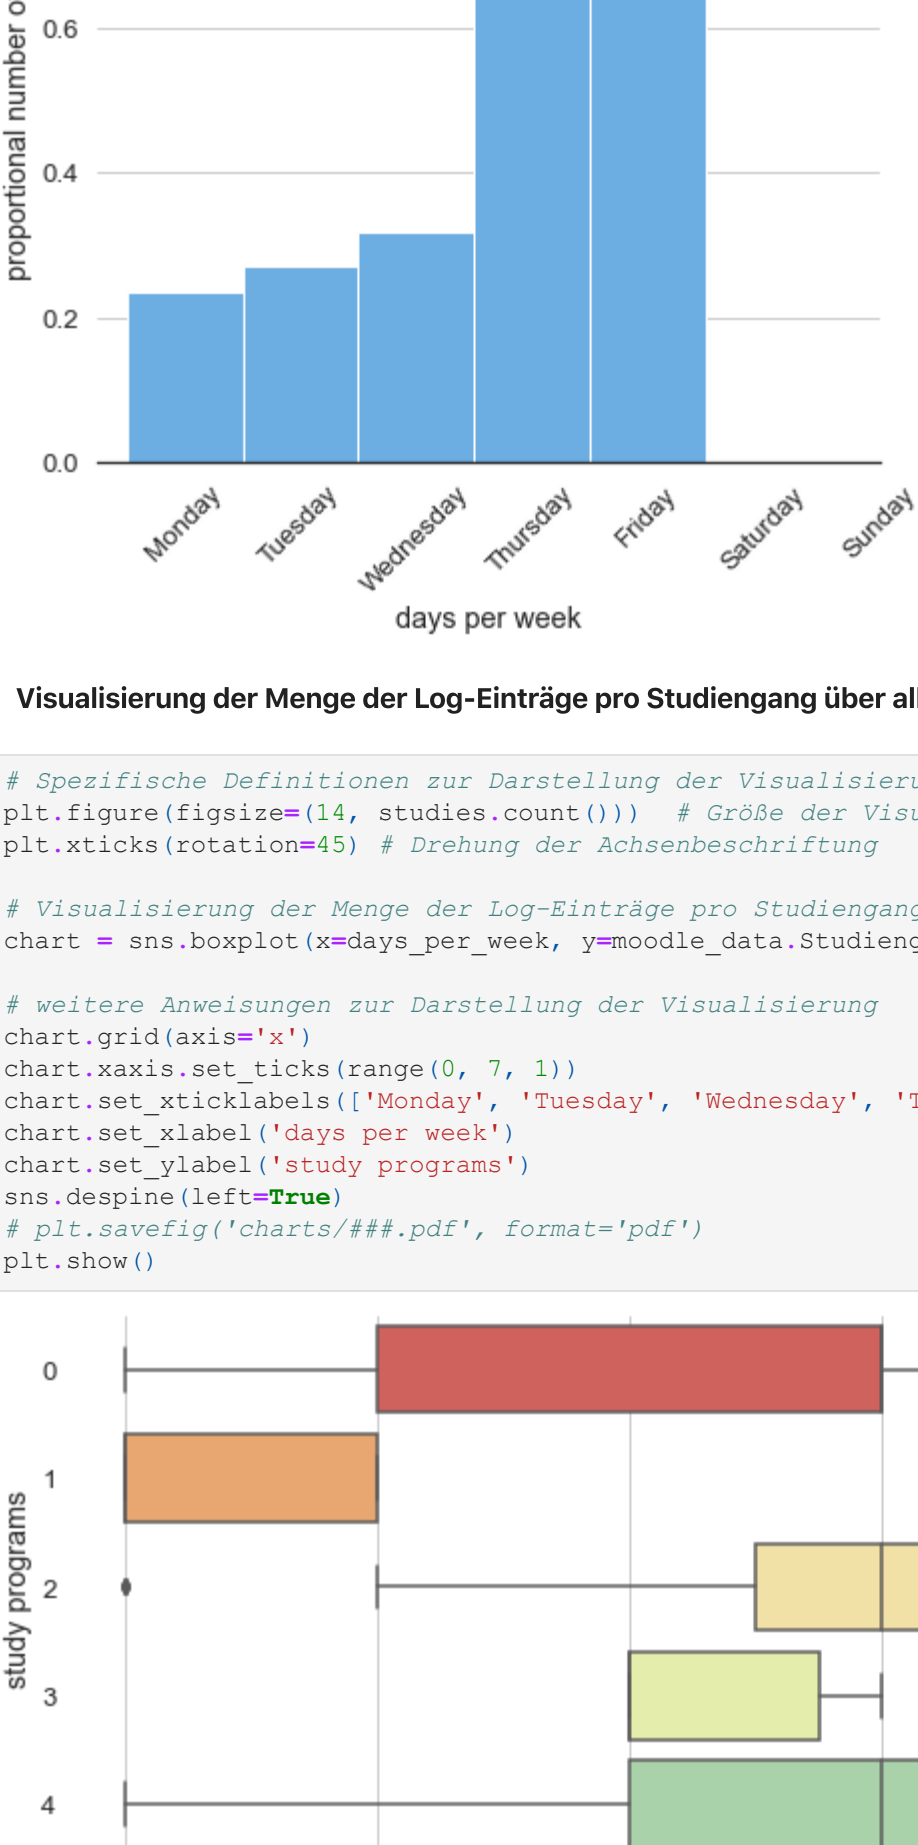 proportional number o
0.6
0.4
0.2
0.0
Monday
Tuesday
Wednesday
Thursday
Friday
Saturday
Sunday
days per week
Visualisierung der Menge der Log-Einträge pro Studiengang über all
# Spezifische Definitionen zur Darstellung der Visualisieru
plt.figure(figsize=(14, studies.count()))  # Größe der Visu
plt.xticks(rotation=45) # Drehung der Achsenbeschriftung
# Visualisierung der Menge der Log-Einträge pro Studiengang
chart = sns.boxplot(x=days_per_week, y=moodle_data.Studieng
# weitere Anweisungen zur Darstellung der Visualisierung
chart.grid(axis='x')
chart.xaxis.set_ticks(range(0, 7, 1))
chart.set_xticklabels(['Monday', 'Tuesday', 'Wednesday', 'T
chart.set_xlabel('days per week')
chart.set_ylabel('study programs')
sns.despine(left=True)
# plt.savefig('charts/###.pdf', format='pdf')
plt.show()
study programs
0
1
2
3
4